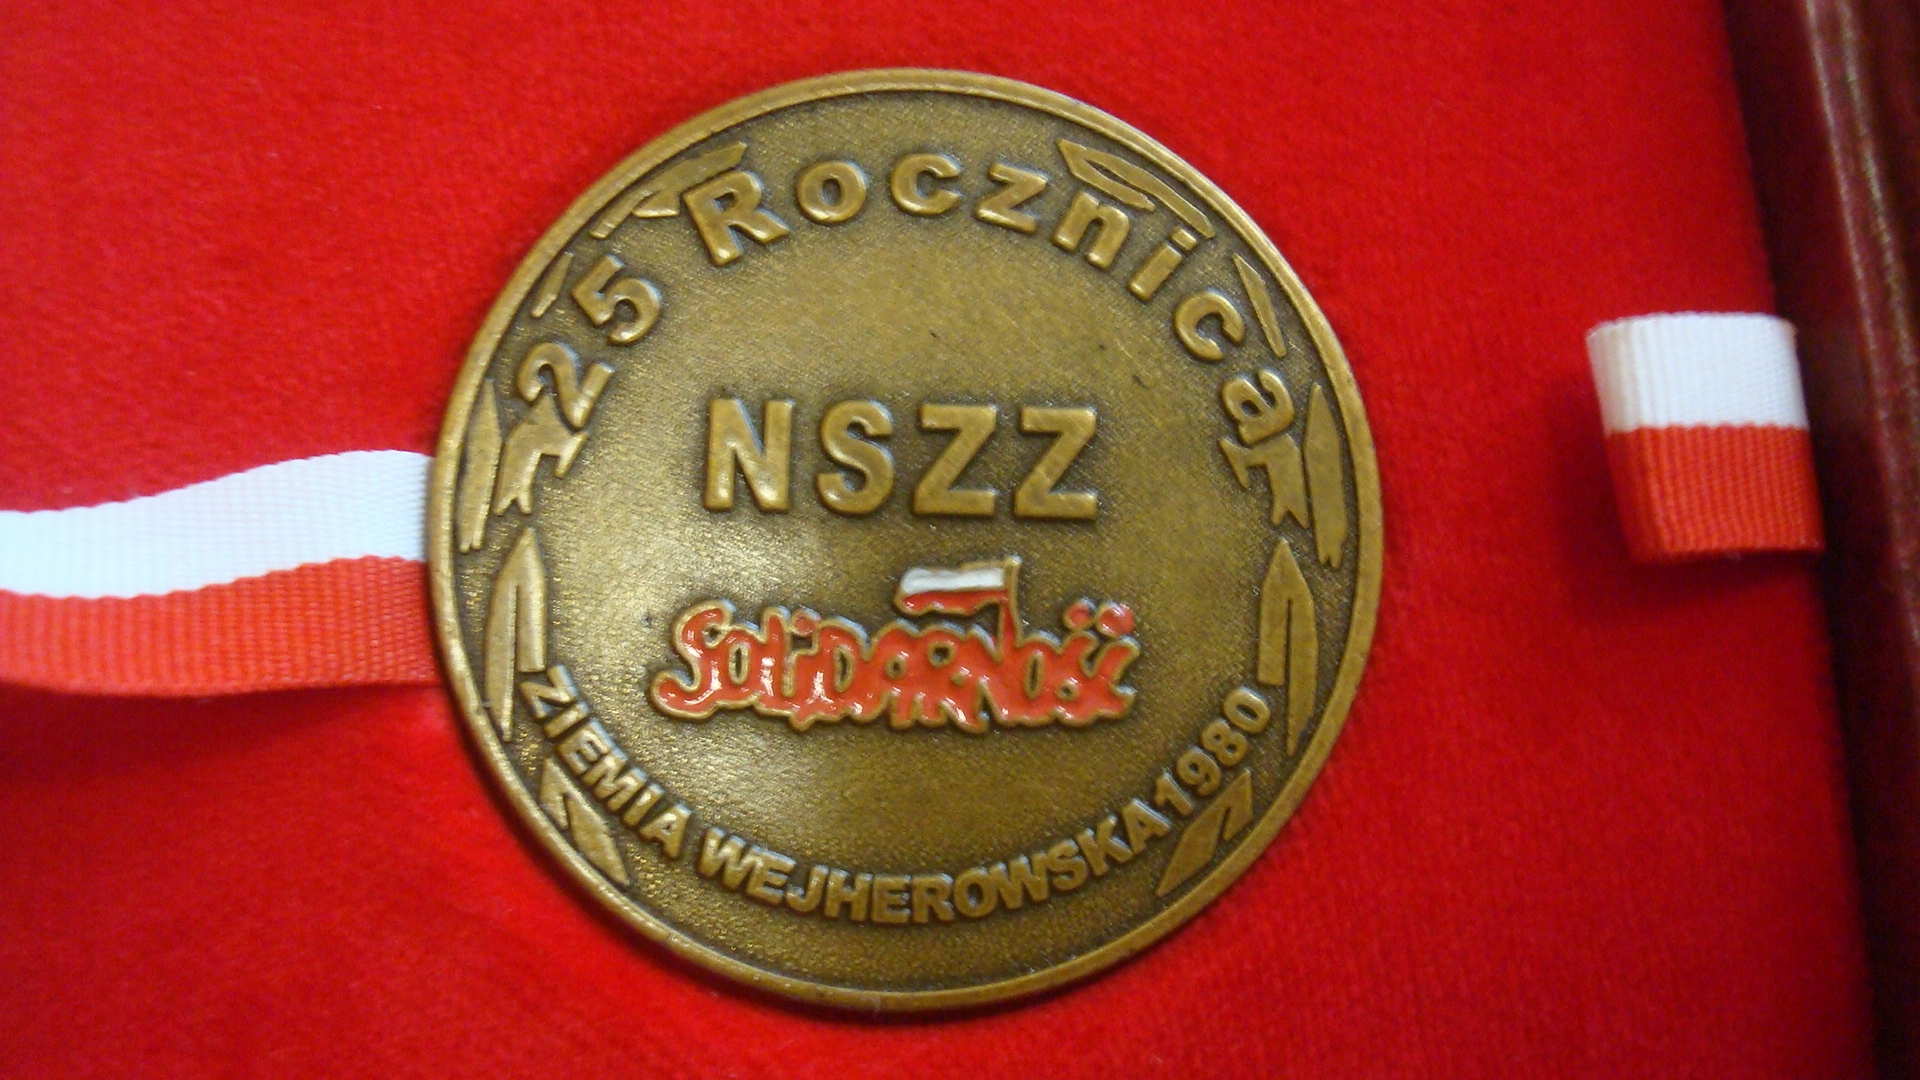 25 Rocznica
NSZZ
SOLIDARNOŚĆ
ZIEMIA WEJHEROWSKA 1980